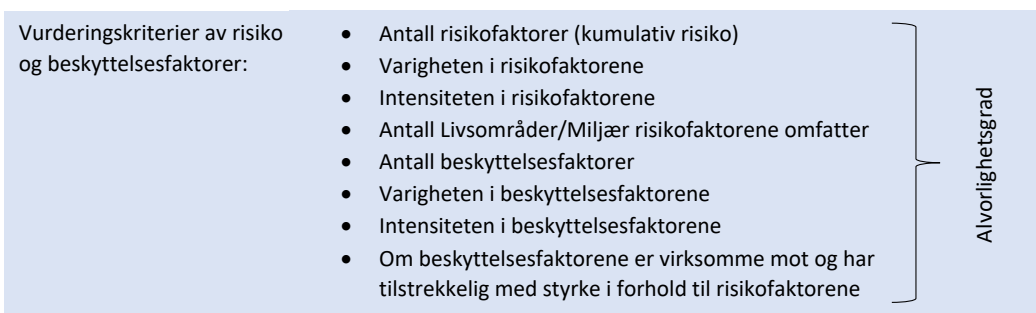 Vurderingskriterier av risiko
og beskyttelsesfaktorer:
• Antall risikofaktorer (kumulativ risiko)
• Varigheten i risikofaktorene
• Intensiteten i risikofaktorene
• Antall Livsområder/Miljær risikofaktorene omfatter
• Antall beskyttelsesfaktorer
• Varigheten i beskyttelsesfaktorene
• Intensiteten i beskyttelsesfaktorene
• Om beskyttelsesfaktorene er virksomme mot og har
tilstrekkelig med styrke i forhold til risikofaktorene
Alvorlighetsgrad